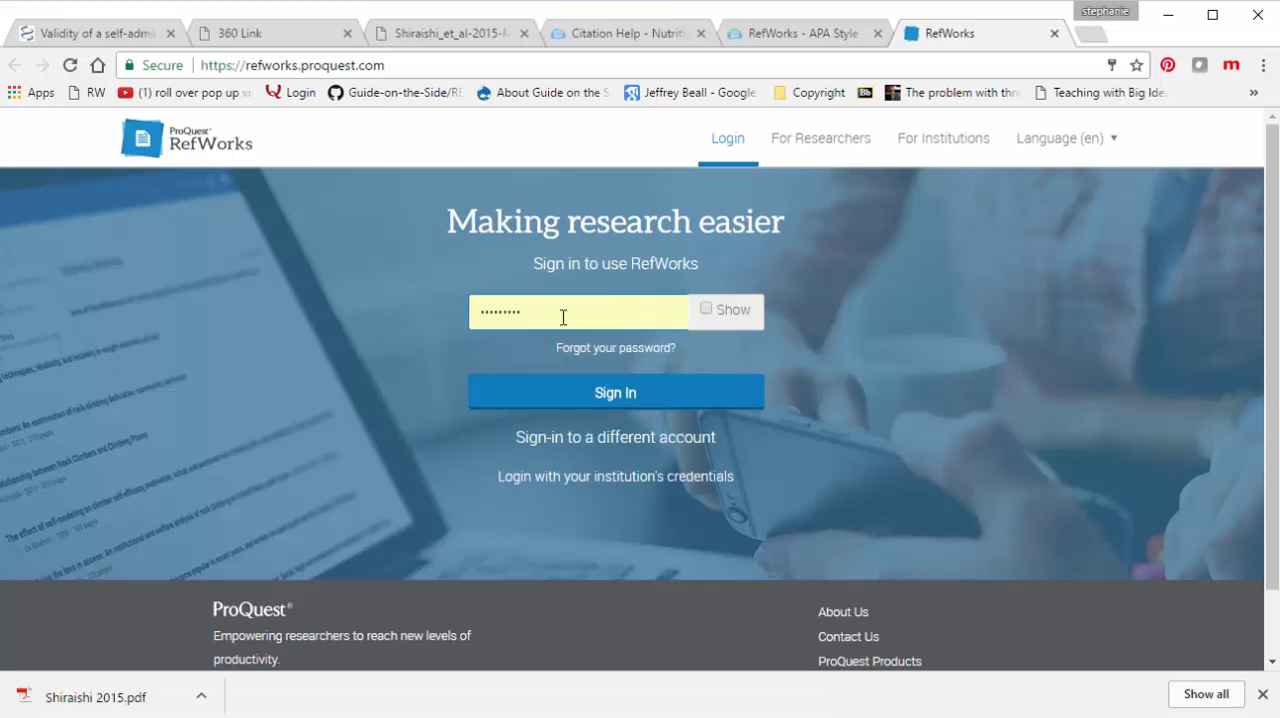 stephanie
Validity of a self-adm
360 Link
Shiraishi_et_al-2015-
Citation Help - Nutriti
RefWorks - APA Style
RefWorks
Secure
https://refworks.proquest.com
Apps
RW
(1) roll over pop up v
Login
Guide-on-the-Side/RE
About Guide on the S
Jeffrey Beall - Google
Copyright
Bb
The problem with thr
Teaching with Big Ide
»
ProQuest®
RefWorks
Login
For Researchers
For Institutions
Language (en)
Making research easier
Sign in to use RefWorks
•••••••••
Show
Forgot your password?
Sign In
Sign-in to a different account
Login with your institution's credentials
ProQuest®
Empowering researchers to reach new levels of
productivity.
About Us
Contact Us
ProQuest Products
Shiraishi 2015.pdf
Show all